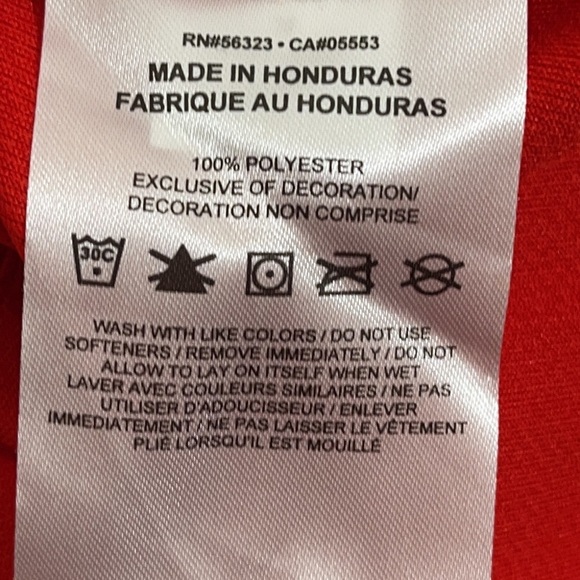 RN#56323 • CA#05553
MADE IN HONDURAS
FABRIQUE AU HONDURAS
100% POLYESTER
EXCLUSIVE OF DECORATION/
DECORATION NON COMPRISE
30C
WASH WITH LIKE COLORS / DO NOT USE
SOFTENERS / REMOVE IMMEDIATELY / DO NOT
ALLOW TO LAY ON ITSELF WHEN WET
LAVER AVEC COULEURS SIMILAIRES / NE PAS
UTILISER D'ADOUCISSEUR / ENLEVER
IMMEDIATEMENT / NE PAS LAISSER LE VÊTEMENT
PLIÉ LORSQU'IL EST MOUILLÉ